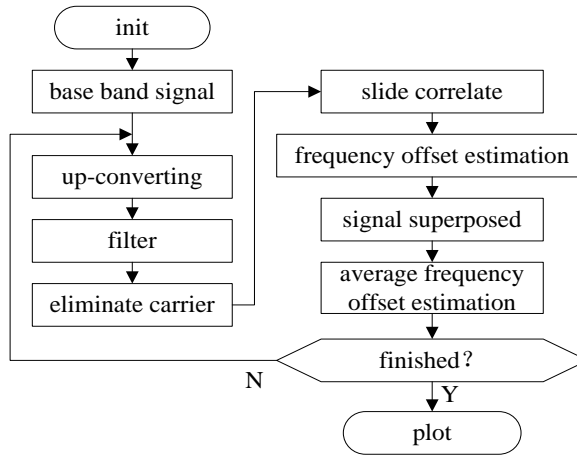 init
base band signal
up-converting
filter
eliminate carrier
slide correlate
frequency offset estimation
signal superposed
average frequency
offset estimation
finished？
N
Y
plot